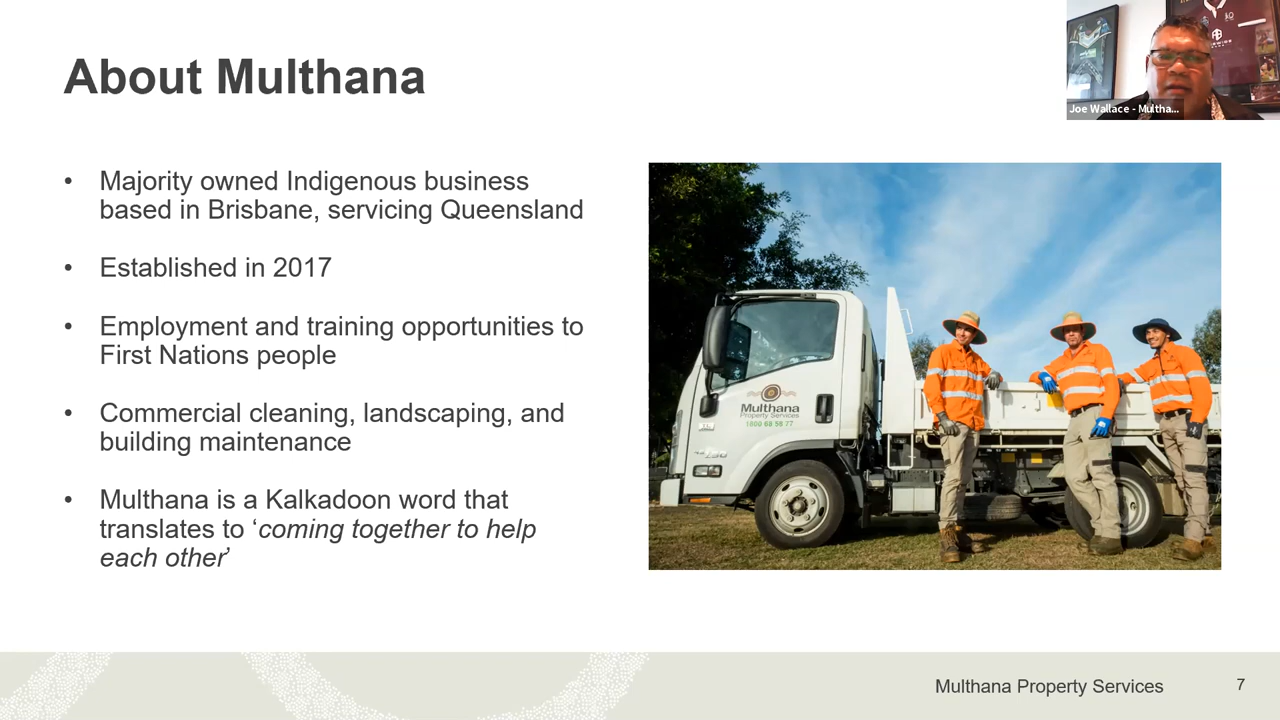 About Multhana
Joe Wallace - Multha...
• Majority owned Indigenous business
based in Brisbane, servicing Queensland
• Established in 2017
• Employment and training opportunities to
First Nations people
• Commercial cleaning, landscaping, and
building maintenance
• Multhana is a Kalkadoon word that
translates to ‘coming together to help
each other’
Multhana
Property Services
1800 68 58 77
Multhana Property Services
7